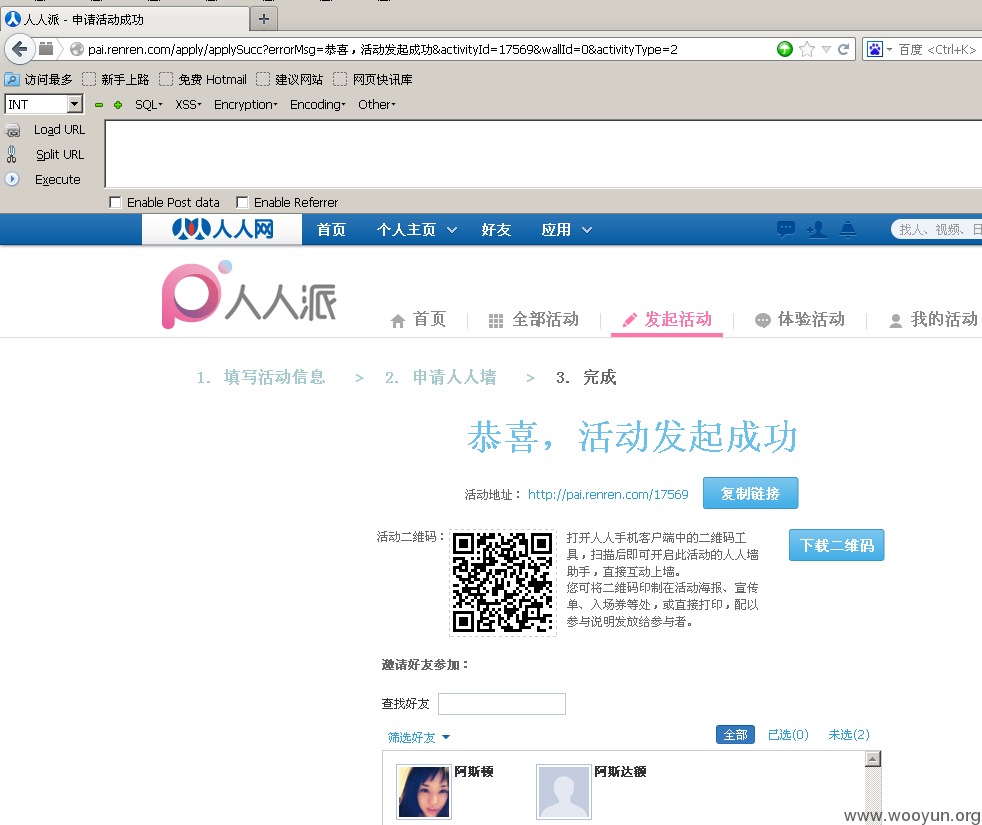 人人派 - 申请活动成功
pai.renren.com/apply/applySucc?errorMsg=恭喜，活动发起成功&activityId=17569&wallId=0&activityType=2
百度 <Ctrl+K>
访问最多 新手上路 免费 Hotmail 建议网站 网页快讯库
INT SQL XSS Encryption Encoding Other
Load URL
Split URL
Execute
Enable Post data Enable Referrer
人人网 首页 个人主页 好友 应用 找人、视频、日
人人派 首页 全部活动 发起活动 体验活动 我的活动
1. 填写活动信息 > 2. 申请人人墙 > 3. 完成
恭喜，活动发起成功
活动地址： http://pai.renren.com/17569 复制链接
活动二维码： 打开人人手机客户端中的二维码工 下载二维码
具，扫描后即可开启此活动的人人墙
助手，直接互动上墙。
您可将二维码印制在活动海报、宣传
单、入场券等处，或直接打印，配以
参与说明发放给参与者。
邀请好友参加：
查找好友
筛选好友 全部 已选(0) 未选(2)
阿斯顿 阿斯达额
www.wooyun.org